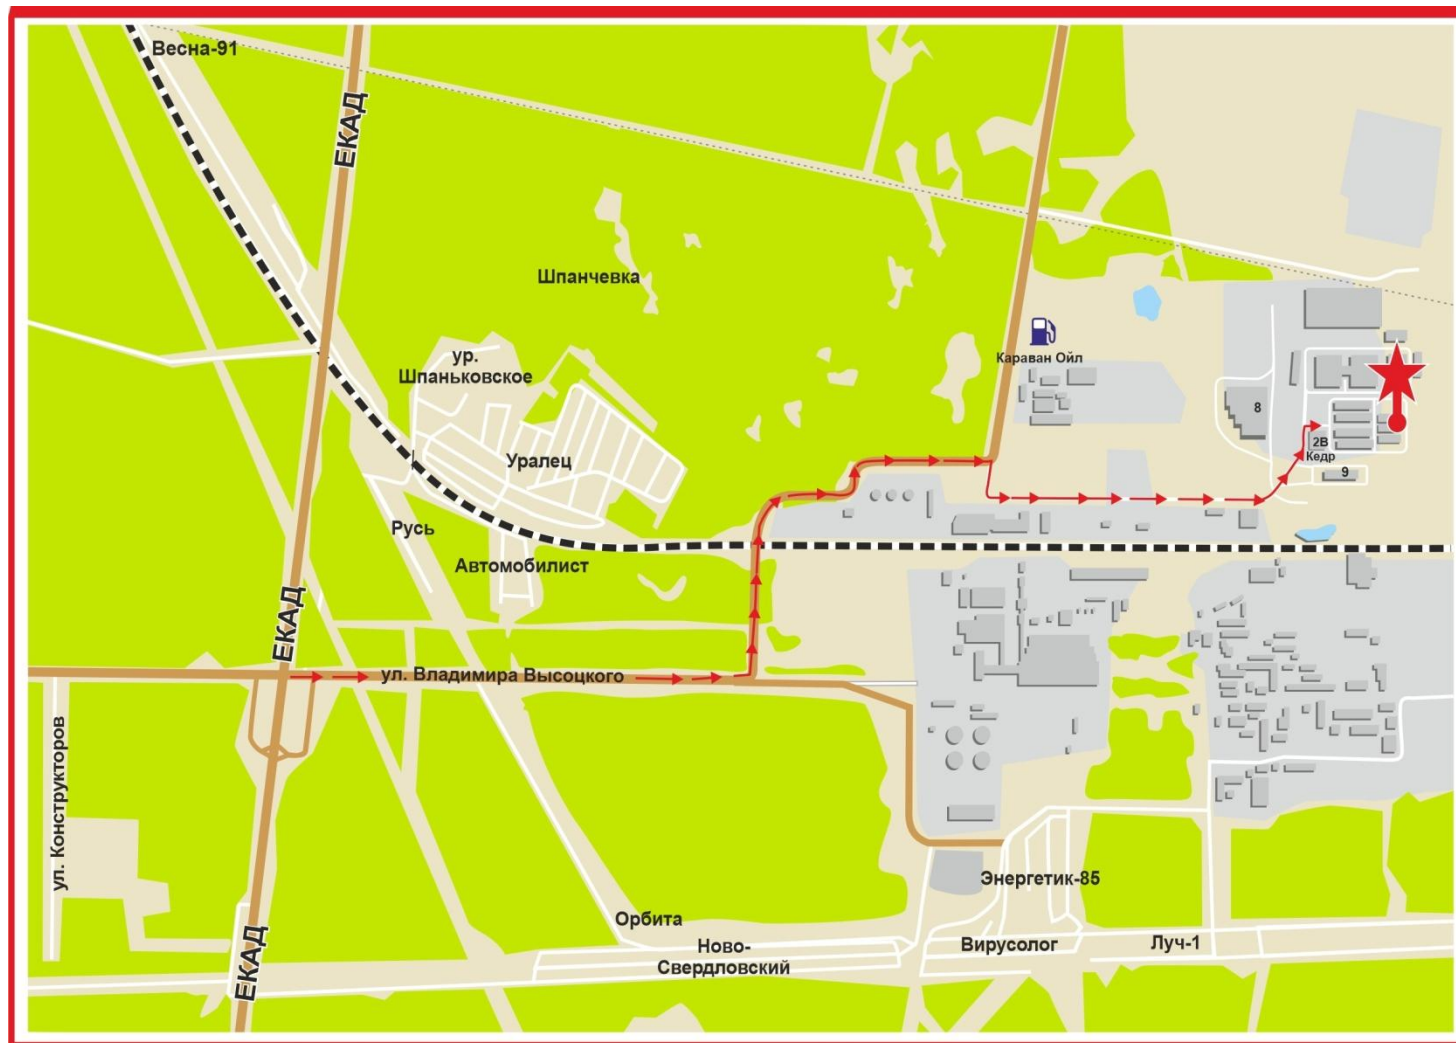 Весна-91
ЕКАД
Шпанчевка
ур.
Шпаньковское
Караван Ойл
8
2В
Кедр
9
Уралец
Русь
Автомобилист
ЕКАД
ул. Владимира Высоцкого
ул. Конструкторов
Энергетик-85
Орбита
Ново-
Свердловский
Вирусолог
Луч-1
ЕКАД